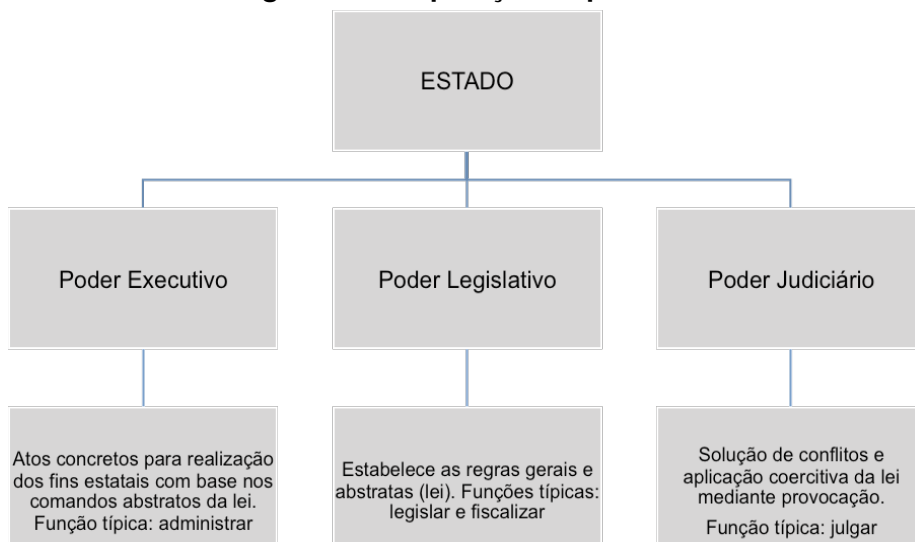 ESTADO
Poder Executivo
Poder Legislativo
Poder Judiciário
Atos concretos para realização
dos fins estatais com base nos
comandos abstratos da lei.
Função típica: administrar
Estabelece as regras gerais e
abstratas (lei). Funções típicas:
legislar e fiscalizar
Solução de conflitos e
aplicação coercitiva da lei
mediante provocação.
Função típica: julgar